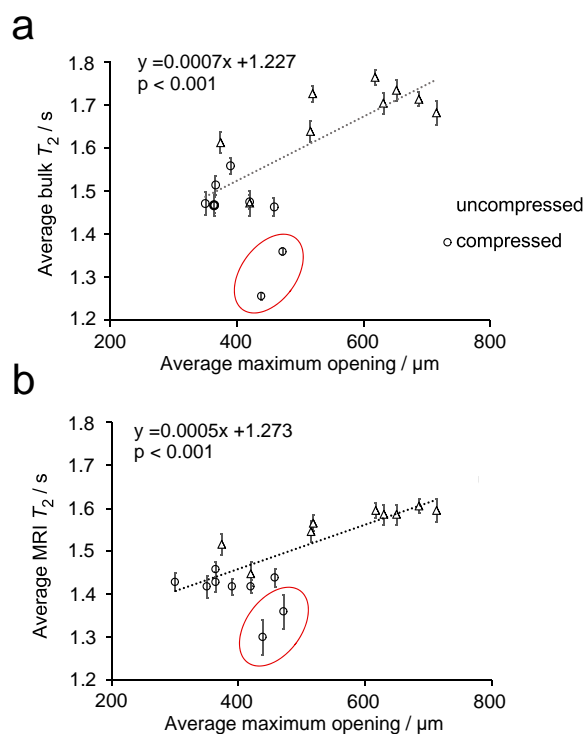 a
y =0.0007x +1.227
p < 0.001
1.8
1.7
1.6
1.5
1.4
1.3
1.2
Average bulk T2 / s
200
400
600
800
Average maximum opening / µm
uncompressed
compressed
b
y =0.0005x +1.273
p < 0.001
1.8
1.7
1.6
1.5
1.4
1.3
1.2
Average MRI T2 / s
200
400
600
800
Average maximum opening / µm